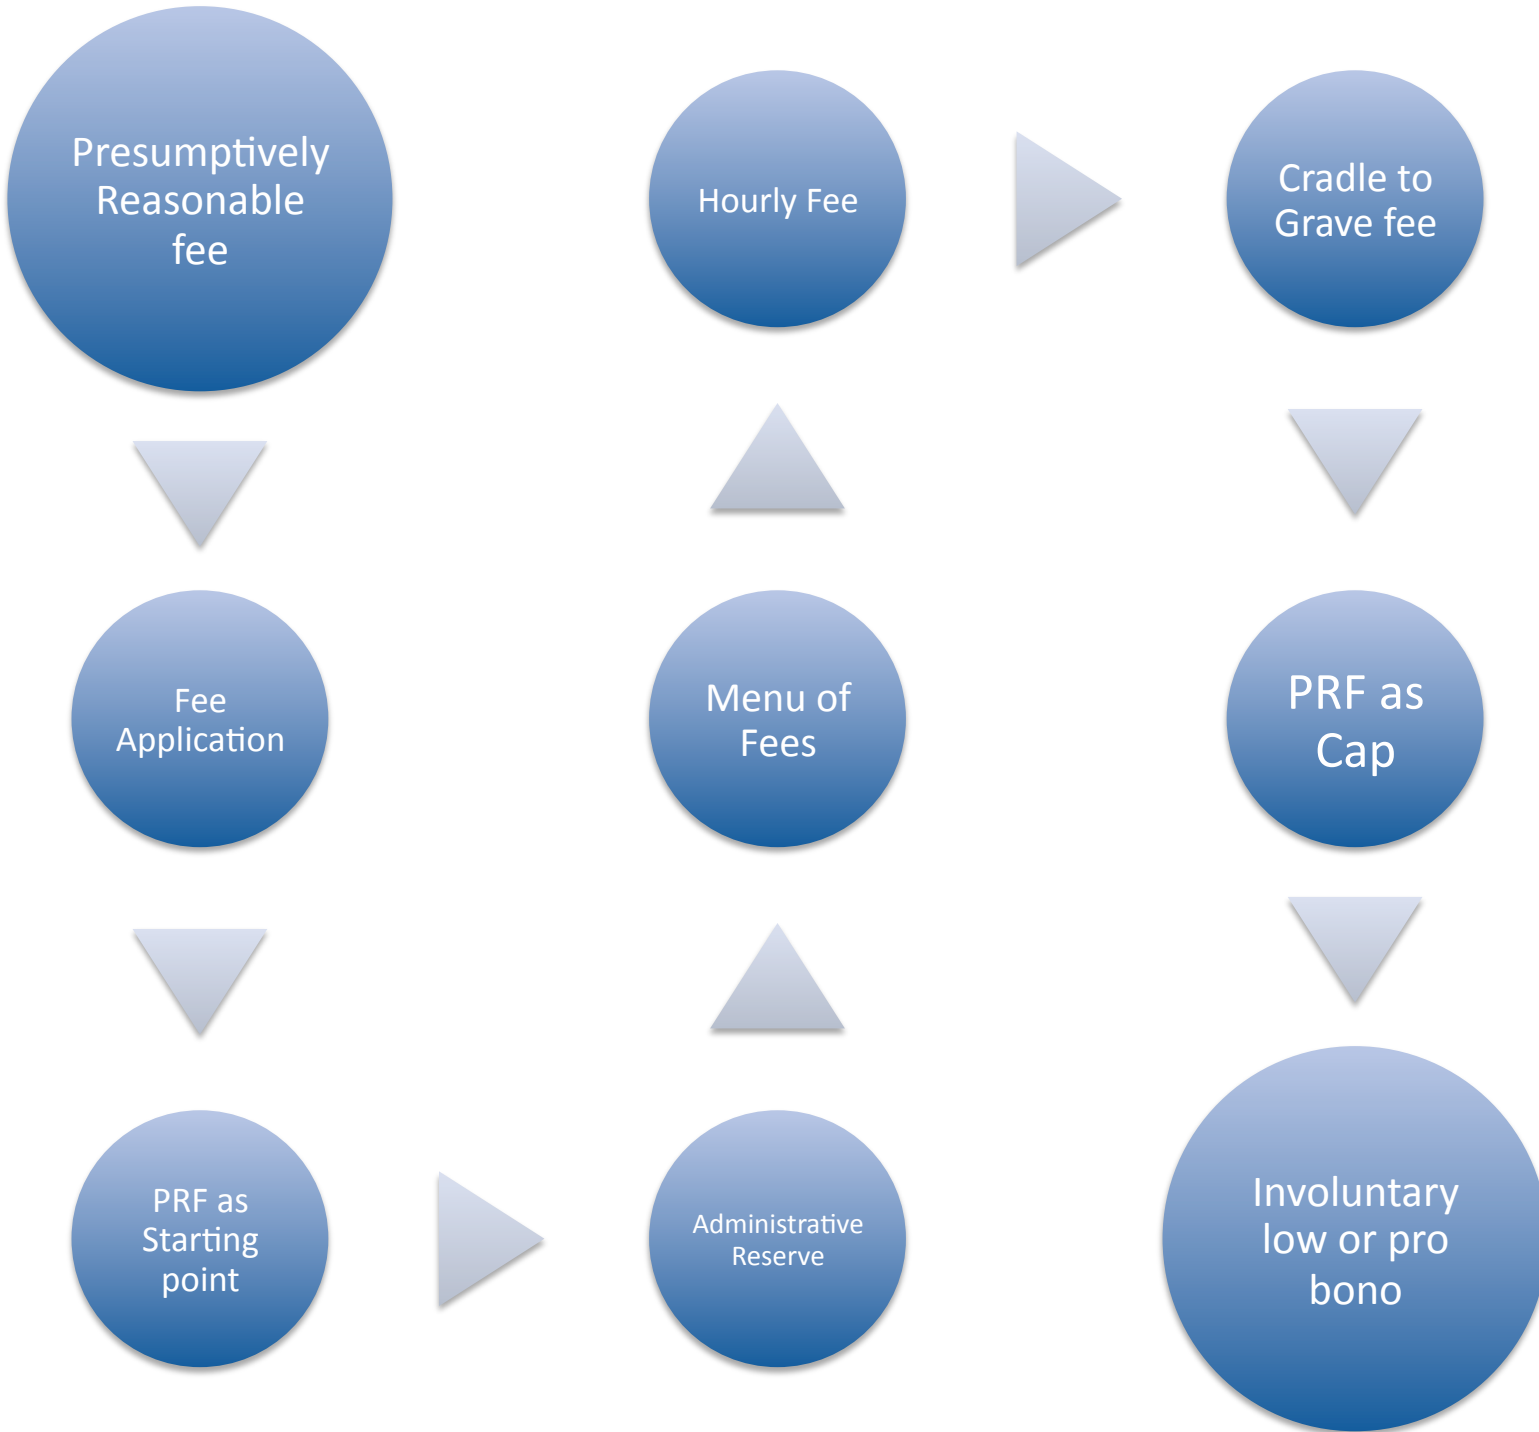 Presumptively
Reasonable
fee
Fee
Application
PRF as
Starting
point
Administrative
Reserve
Menu of
Fees
Hourly Fee
Cradle to
Grave fee
PRF as
Cap
Involuntary
low or pro
bono